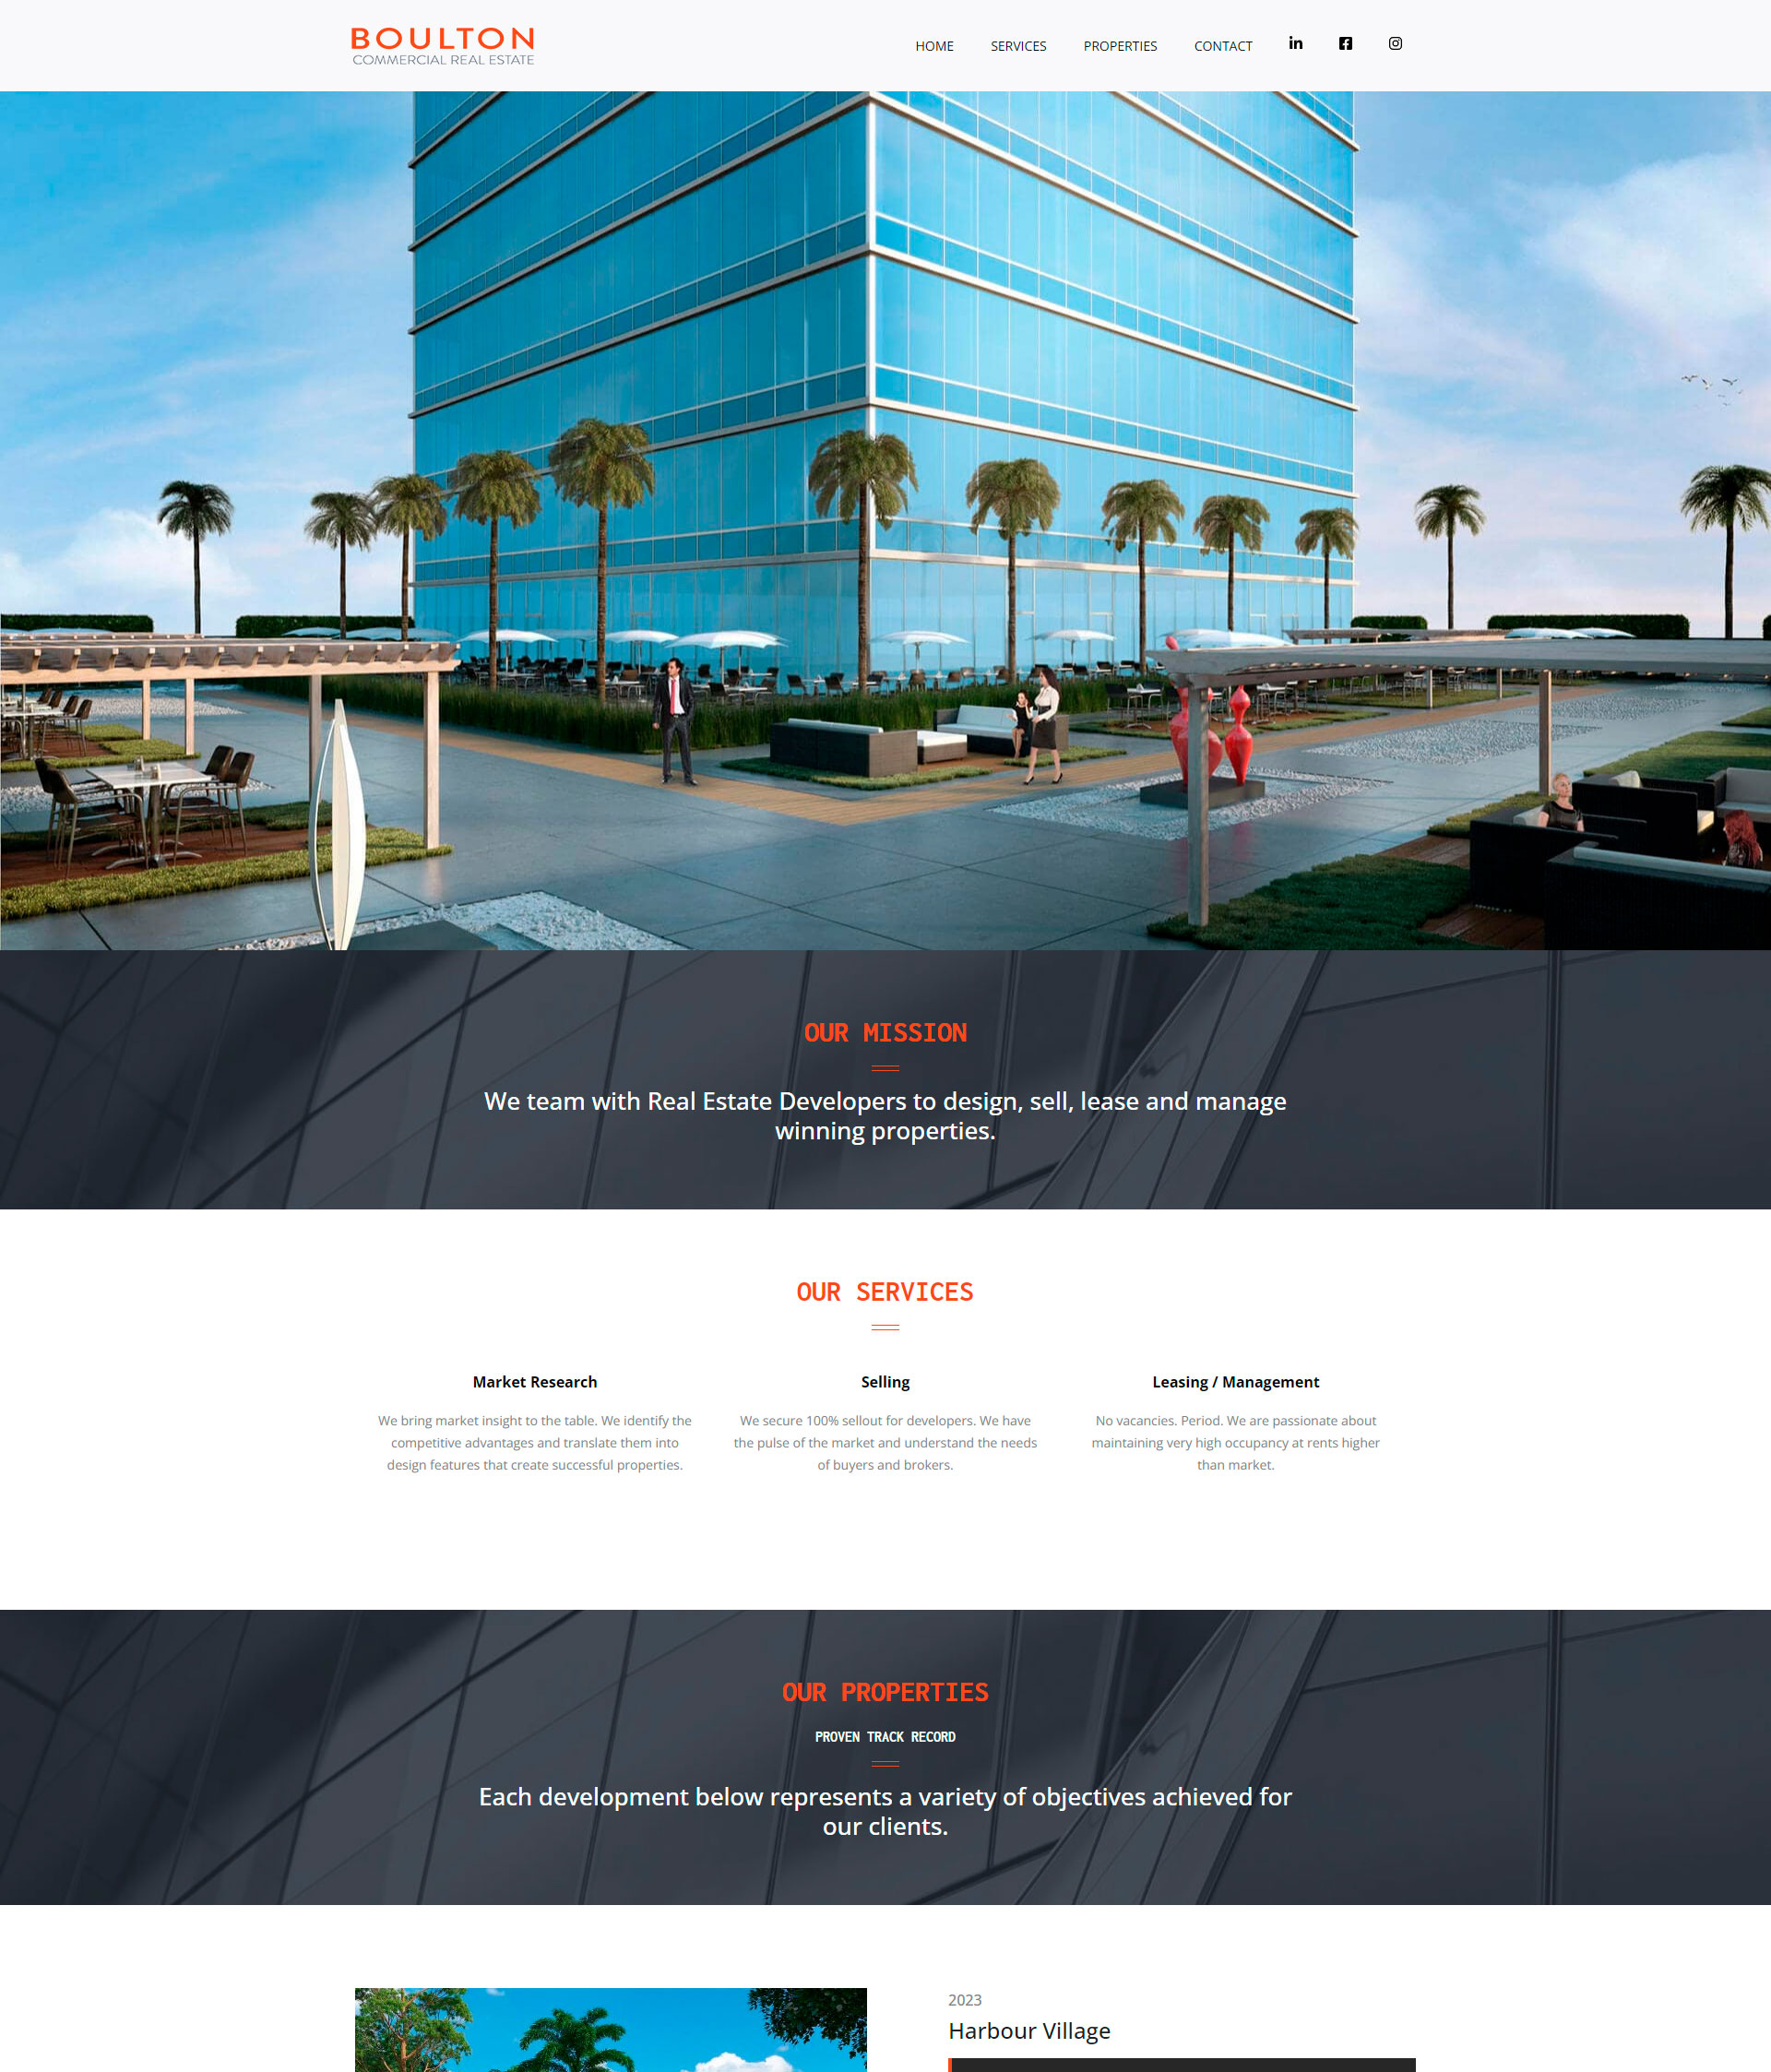 BOULTON
COMMERCIAL REAL ESTATE
HOME SERVICES PROPERTIES CONTACT
OUR MISSION
We team with Real Estate Developers to design, sell, lease and manage
winning properties.
OUR SERVICES
Market Research
We bring market insight to the table. We identify the
competitive advantages and translate them into
design features that create successful properties.
Selling
We secure 100% sellout for developers. We have
the pulse of the market and understand the needs
of buyers and brokers.
Leasing / Management
No vacancies. Period. We are passionate about
maintaining very high occupancy at rents higher
than market.
OUR PROPERTIES
PROVEN TRACK RECORD
Each development below represents a variety of objectives achieved for
our clients.
2023
Harbour Village